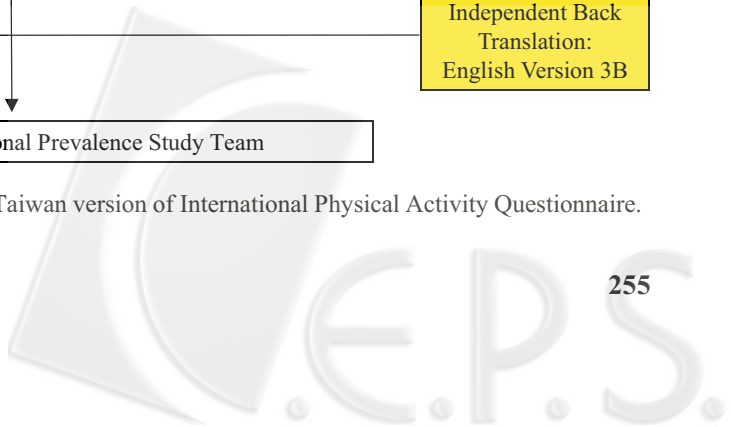 Independent Back
Translation:
English Version 3B
onal Prevalence Study Team
Taiwan version of International Physical Activity Questionnaire.
255
C.E.P.S.